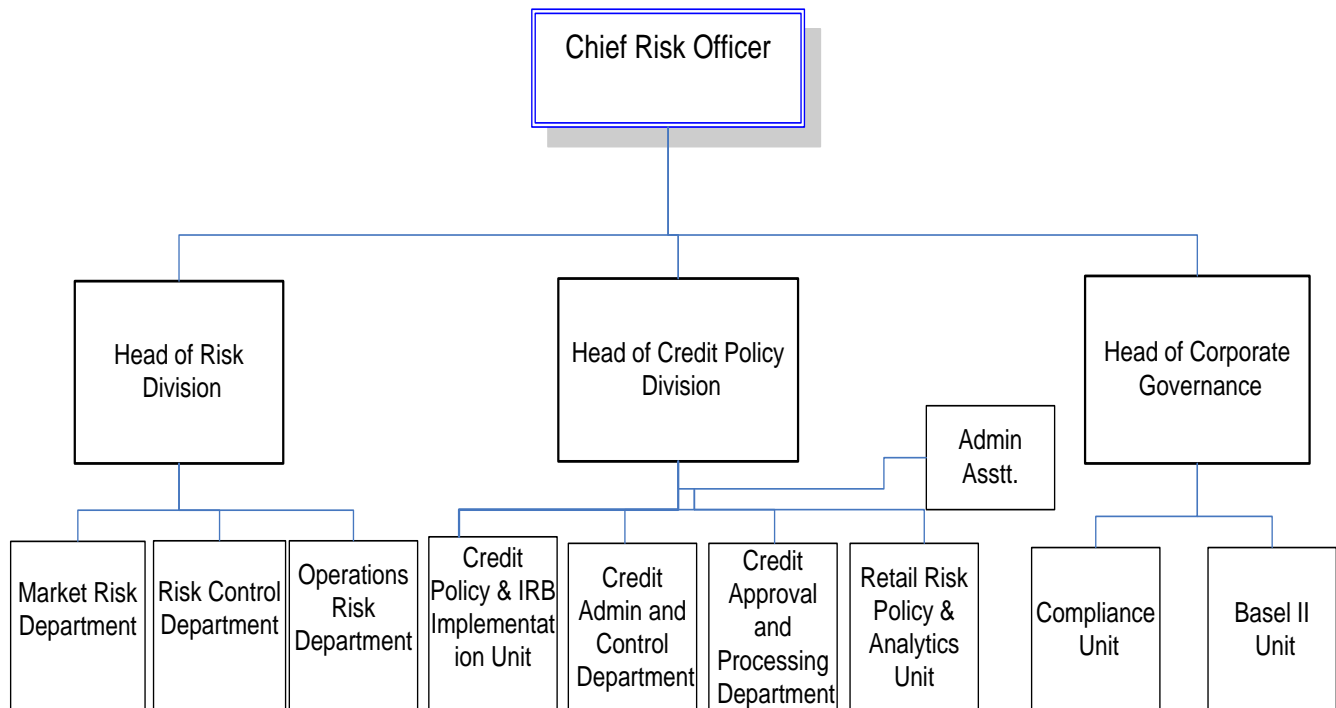 Chief Risk Officer
Head of Risk
Division
Head of Credit Policy
Division
Head of Corporate
Governance
Admin
Asstt.
Market Risk
Department
Risk Control
Department
Operations
Risk
Department
Credit
Policy & IRB
Implementat
ion Unit
Credit
Admin and
Control
Department
Credit
Approval
and
Processing
Department
Retail Risk
Policy &
Analytics
Unit
Compliance
Unit
Basel II
Unit